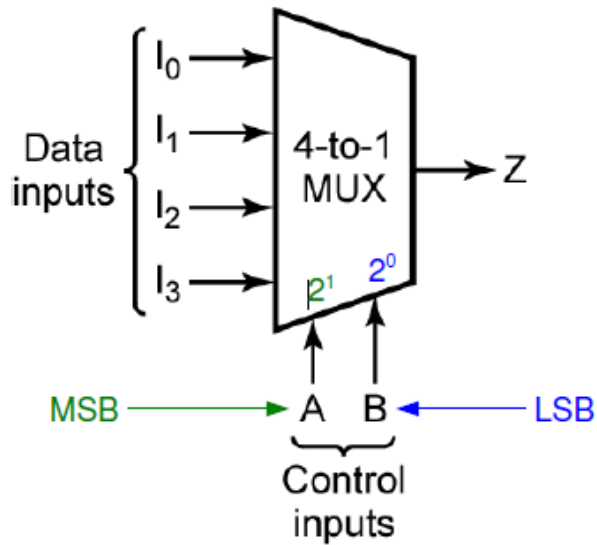 Data
inputs
I₀
I₁
I₂
I₃
4-to-1
MUX
2¹
2⁰
Z
MSB
A
B
LSB
Control
inputs